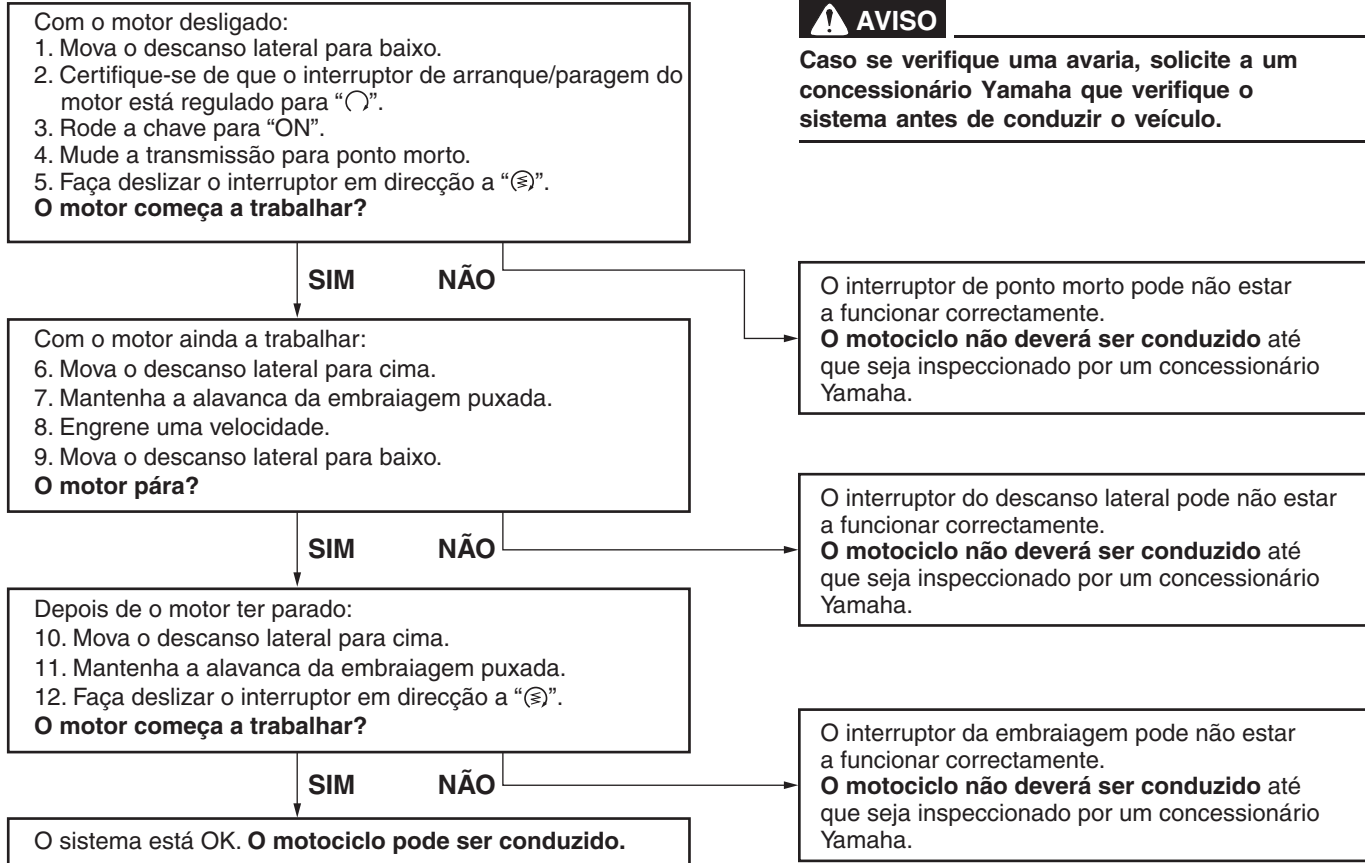 Com o motor desligado:
1. Mova o descanso lateral para baixo.
2. Certifique-se de que o interruptor de arranque/paragem do
motor está regulado para “”.
3. Rode a chave para “ON”.
4. Mude a transmissão para ponto morto.
5. Faça deslizar o interruptor em direcção a “”.
O motor começa a trabalhar?
AVISO
Caso se verifique uma avaria, solicite a um
concessionário Yamaha que verifique o
sistema antes de conduzir o veículo.
SIM NÃO
O interruptor de ponto morto pode não estar
a funcionar correctamente.
O motociclo não deverá ser conduzido até
que seja inspeccionado por um concessionário
Yamaha.
Com o motor ainda a trabalhar:
6. Mova o descanso lateral para cima.
7. Mantenha a alavanca da embraiagem puxada.
8. Engrene uma velocidade.
9. Mova o descanso lateral para baixo.
O motor pára?
SIM NÃO
O interruptor do descanso lateral pode não estar
a funcionar correctamente.
O motociclo não deverá ser conduzido até
que seja inspeccionado por um concessionário
Yamaha.
Depois de o motor ter parado:
10. Mova o descanso lateral para cima.
11. Mantenha a alavanca da embraiagem puxada.
12. Faça deslizar o interruptor em direcção a “”.
O motor começa a trabalhar?
SIM NÃO
O interruptor da embraiagem pode não estar
a funcionar correctamente.
O motociclo não deverá ser conduzido até
que seja inspeccionado por um concessionário
Yamaha.
O sistema está OK. O motociclo pode ser conduzido.